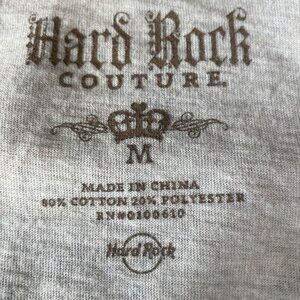 Hard Rock
COUTURE.
M
MADE IN CHINA
80% COTTON 20% POLYESTER
RN#0100610
Hard Rock